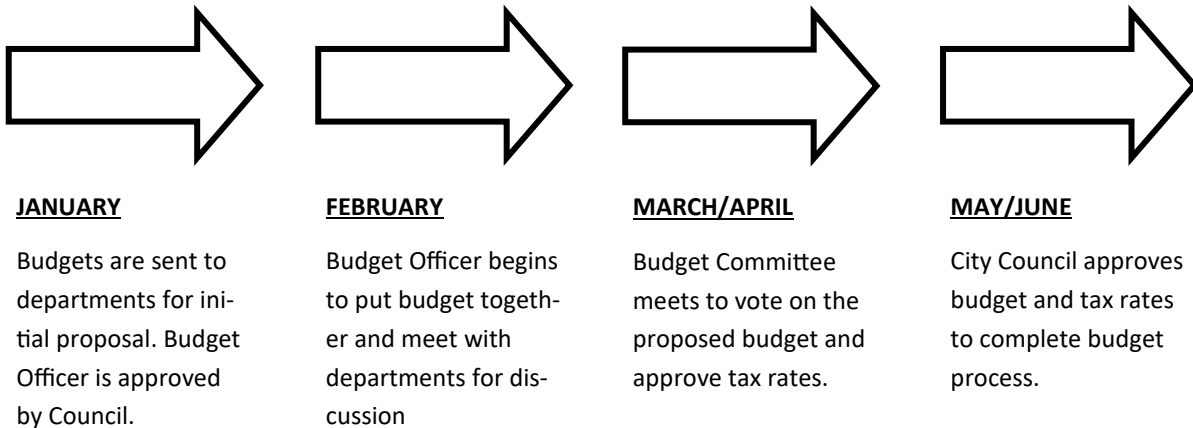 JANUARY
Budgets are sent to
departments for ini-
tial proposal. Budget
Officer is approved
by Council.
FEBRUARY
Budget Officer begins
to put budget togeth-
er and meet with
departments for dis-
cussion
MARCH/APRIL
Budget Committee
meets to vote on the
proposed budget and
approve tax rates.
MAY/JUNE
City Council approves
budget and tax rates
to complete budget
process.